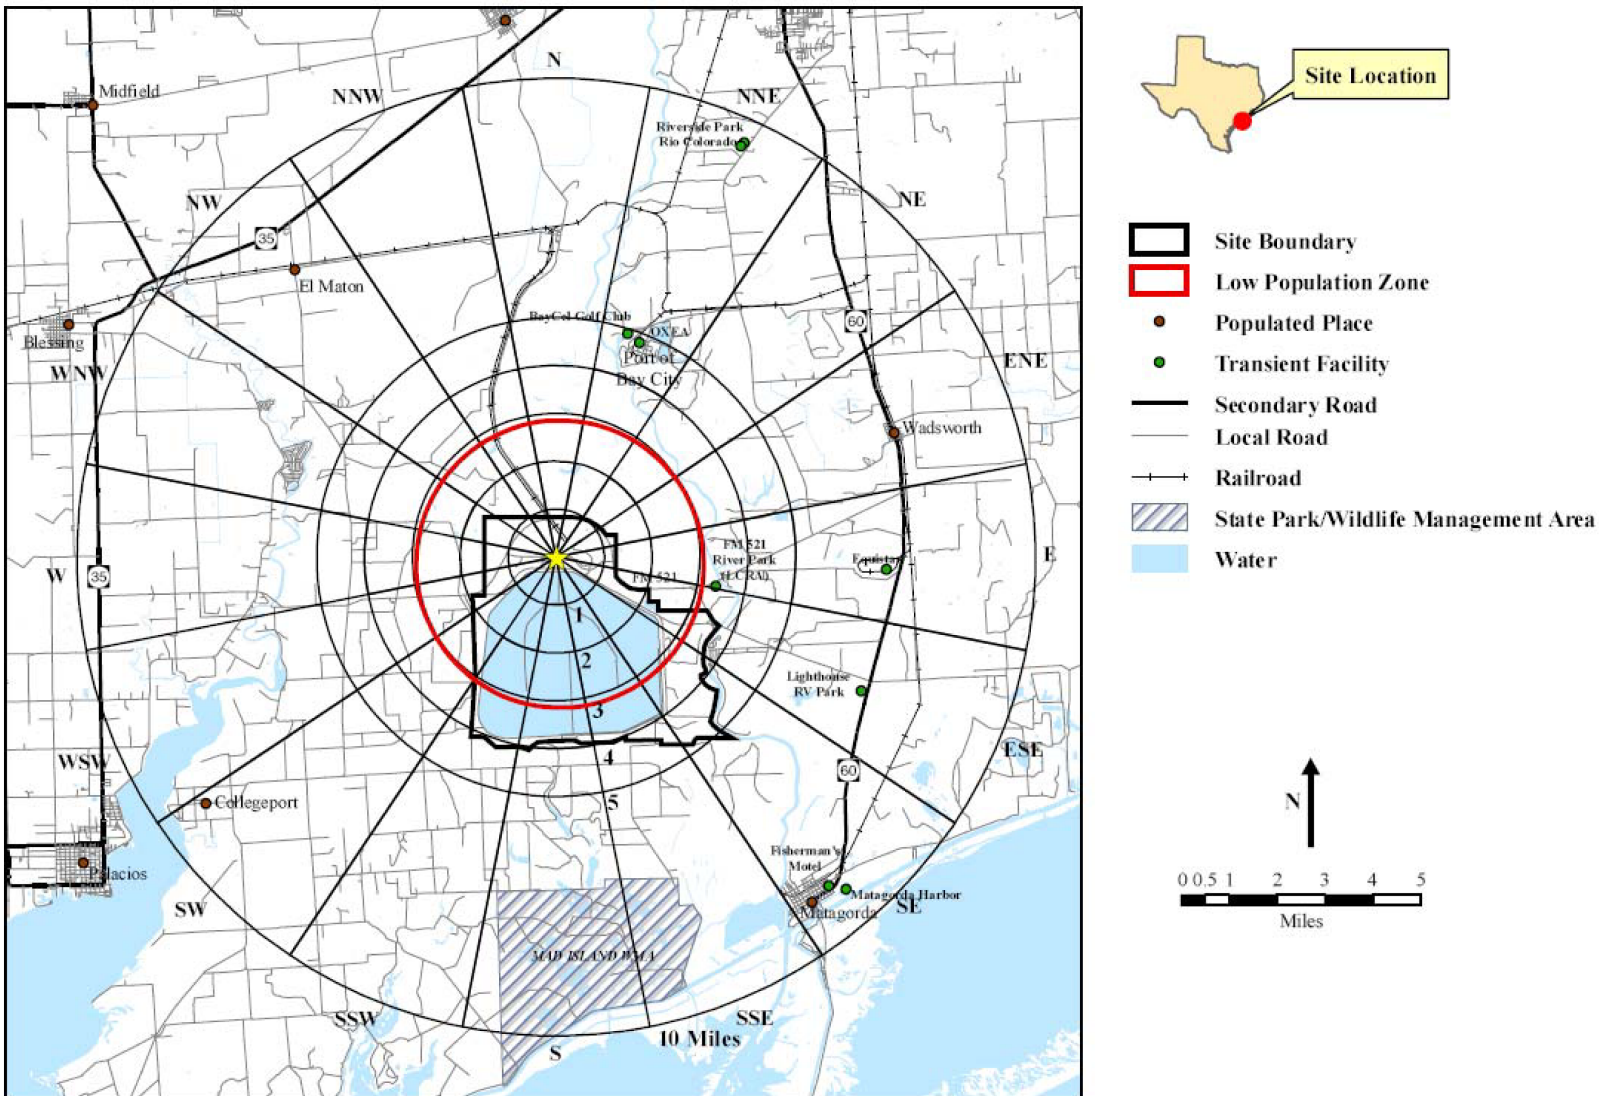 N
NNW
NNE
Midfield
Riverside Park
Rio Colorado
NW
NE
35
El Maton
BayCel Golf Club
OXEA
60
Blessing
Port of
Bay City
WNW
ENE
Wadsworth
FM 521
River Park
(LCRA)
Equistar
E
W
35
FM 521
1
2
Lighthouse
RV Park
3
WSW
4
ESE
60
5
Collegeport
Fisherman's
Motel
Palacios
Matagorda Harbor
SW
Matagorda
SE
MAD ISLAND WMA
SSW
SSE
10 Miles
S
Site Location
Site Boundary
Low Population Zone
Populated Place
Transient Facility
Secondary Road
Local Road
Railroad
State Park/Wildlife Management Area
Water
N
0 0.5 1 2 3 4 5
Miles